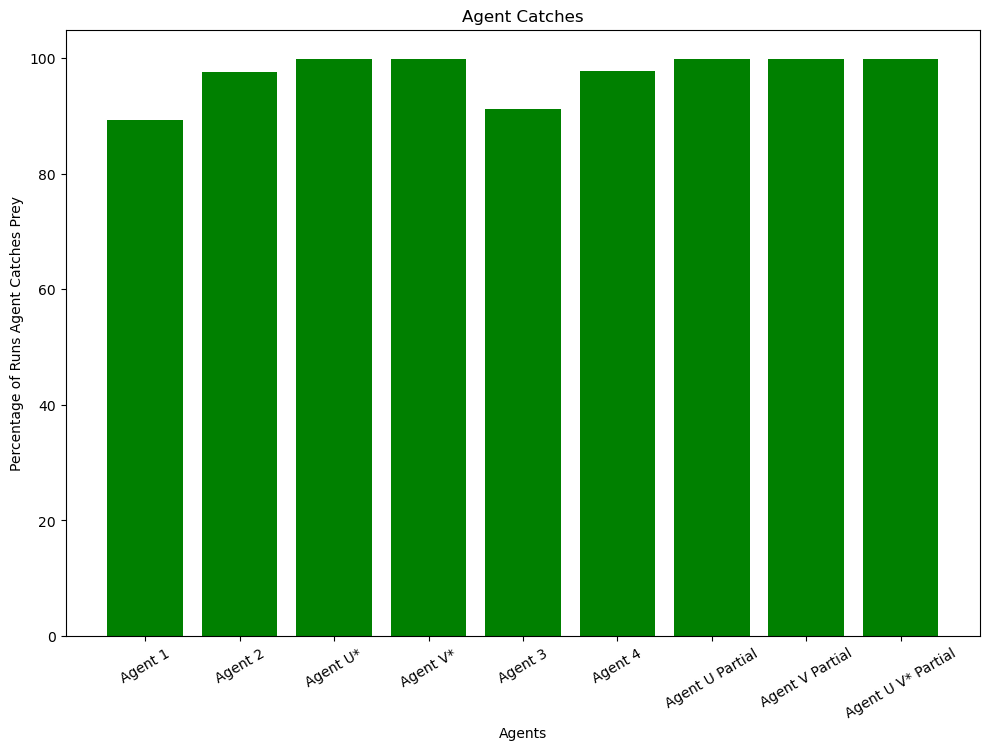 Agent Catches
Percentage of Runs Agent Catches Prey
100
80
60
40
20
0
Agent 1
Agent 2
Agent U*
Agent V*
Agent 3
Agent 4
Agent U Partial
Agent V Partial
Agent U V* Partial
Agents